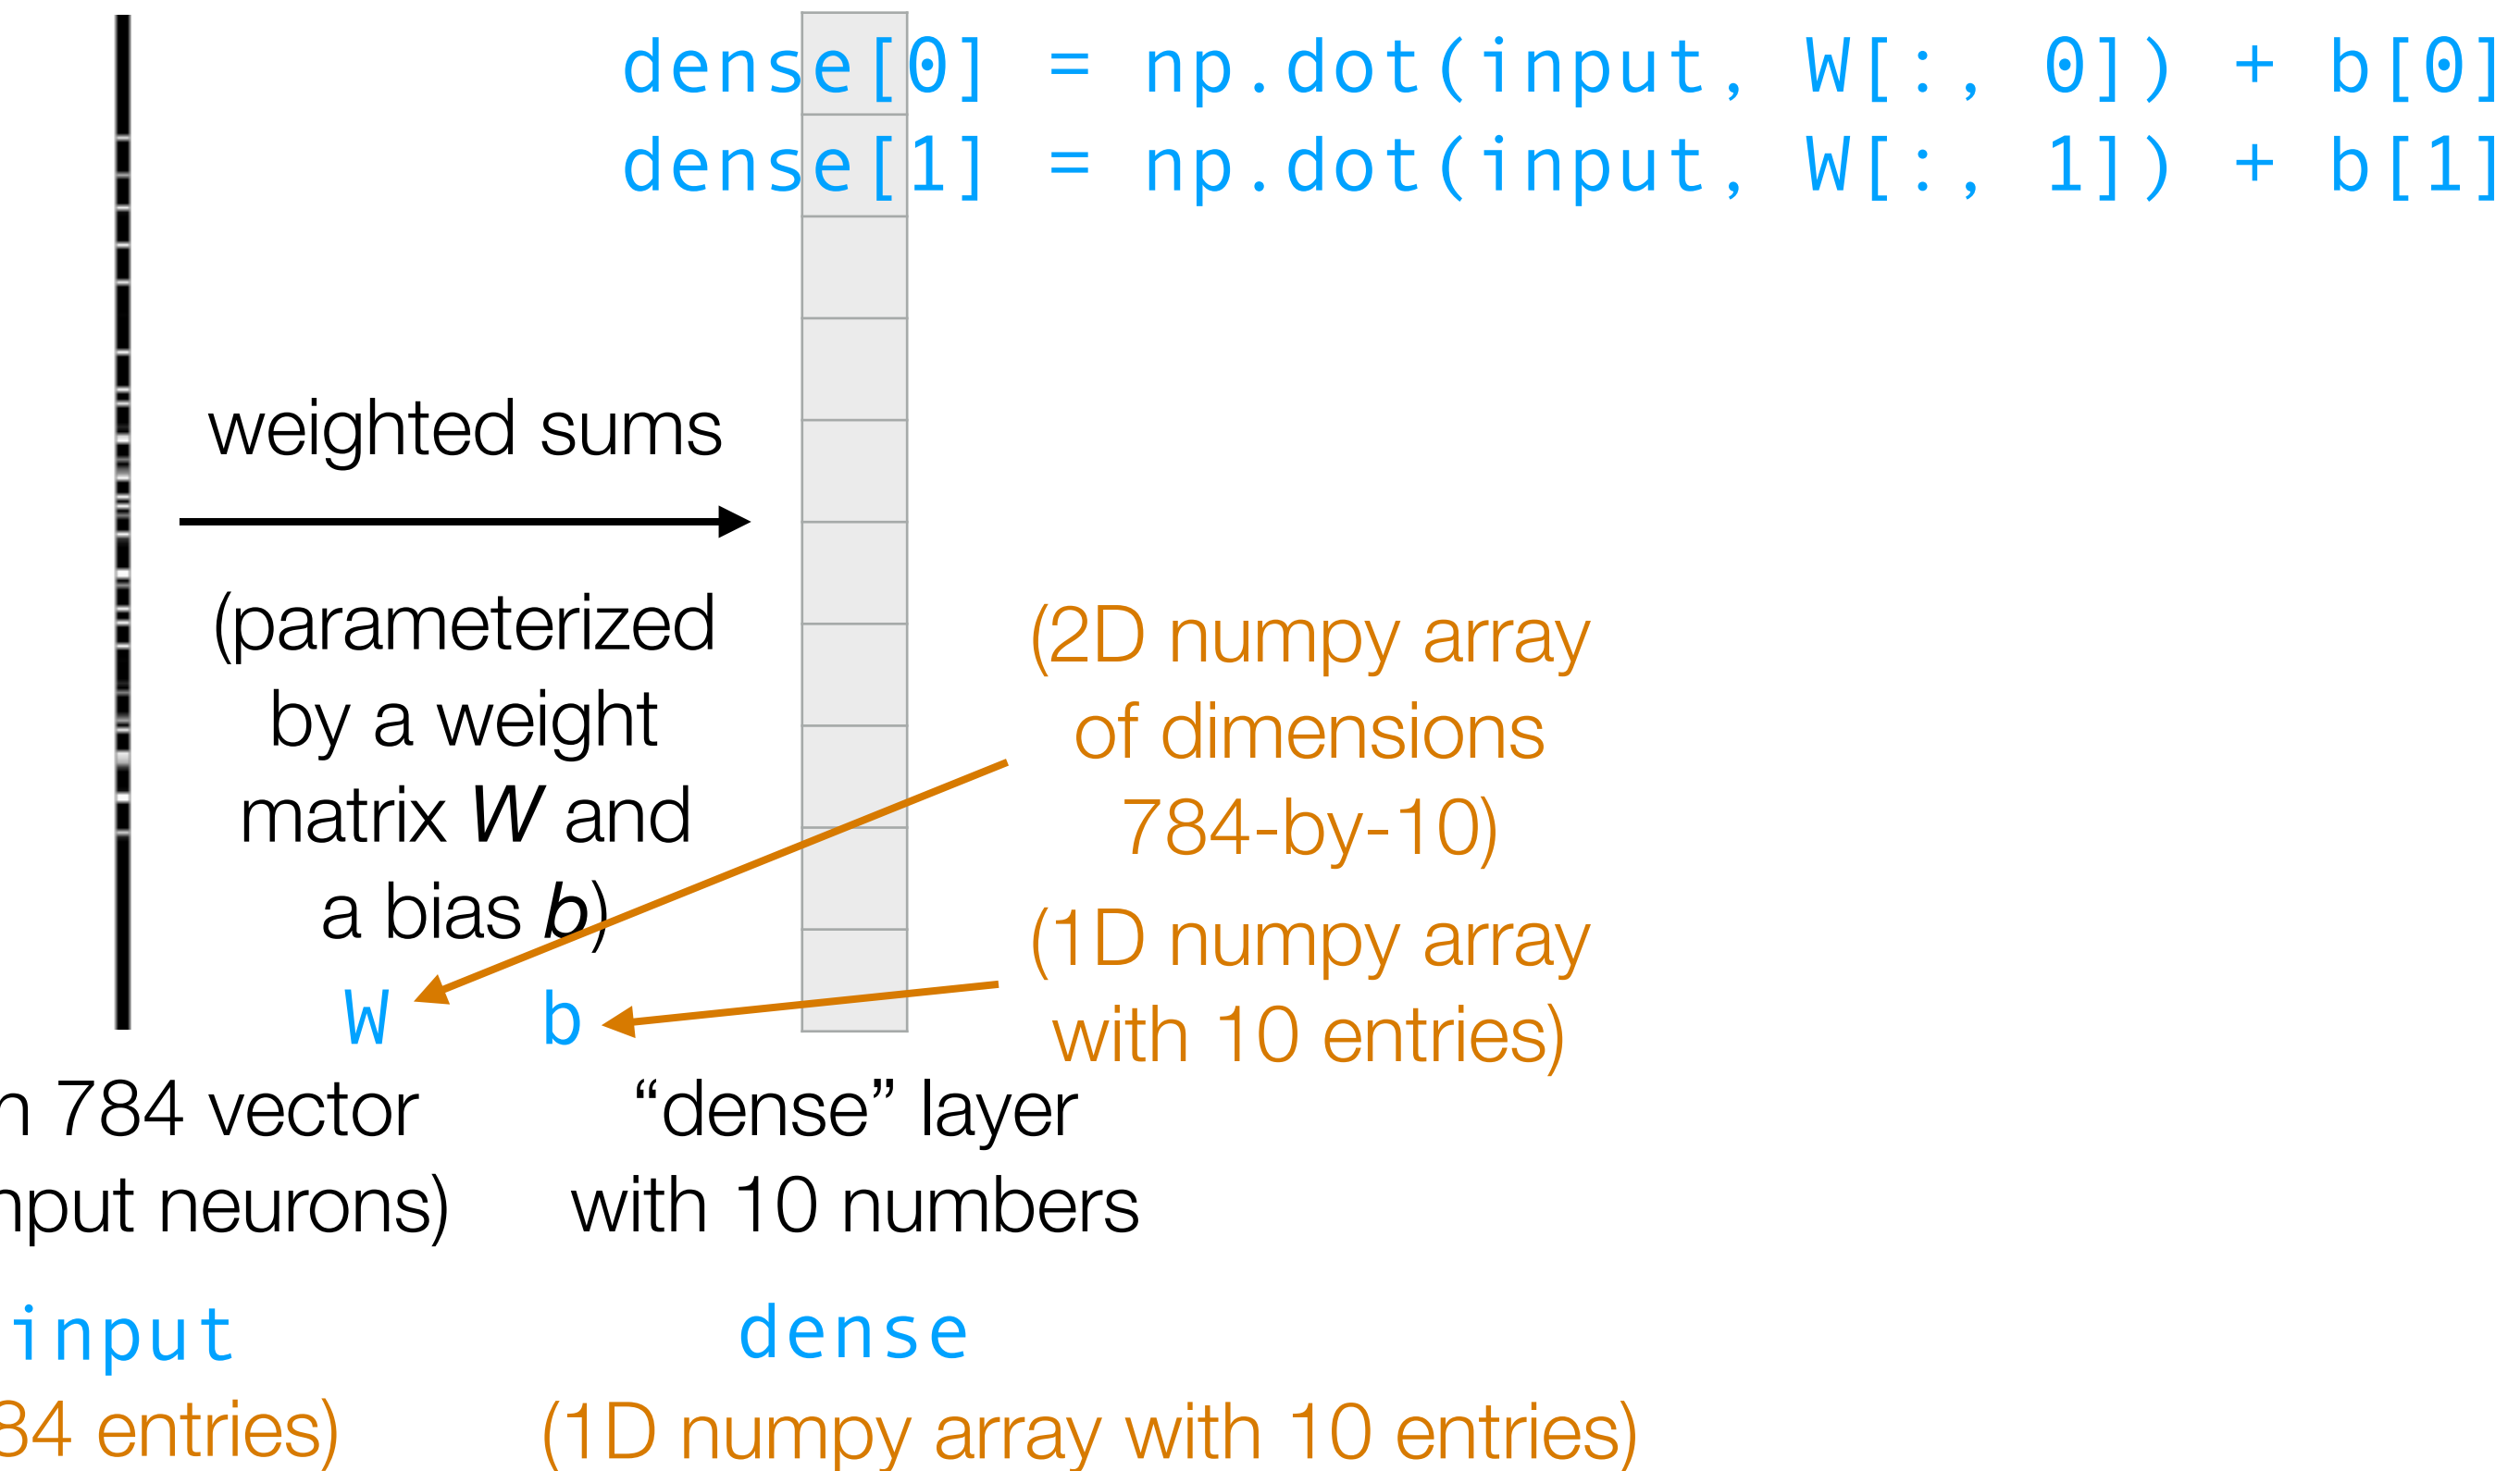 dense[0] = np.dot(input, W[:, 0]) + b[0]
dense[1] = np.dot(input, W[:, 1]) + b[1]
weighted sums
(parameterized
by a weight
matrix W and
a bias b)
W b
(2D numpy array
of dimensions
784-by-10)
(1D numpy array
with 10 entries)
784 vector
neurons)
“dense” layer
with 10 numbers
input
entries)
dense
(1D numpy array with 10 entries)